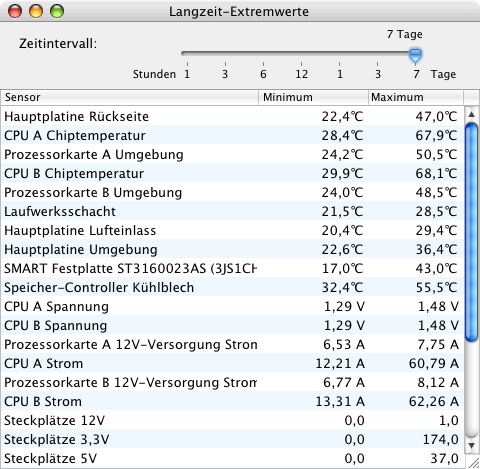 Langzeit-Extremwerte
7 Tage
Zeitintervall:
Stunden 1 3 6 12 1 3 7 Tage
Sensor Minimum Maximum
Hauptplatine Rückseite 22,4℃ 47,0℃
CPU A Chiptemperatur 28,4℃ 67,9℃
Prozessorkarte A Umgebung 24,2℃ 50,5℃
CPU B Chiptemperatur 29,9℃ 68,1℃
Prozessorkarte B Umgebung 24,0℃ 48,5℃
Laufwerksschacht 21,5℃ 28,5℃
Hauptplatine Lufteinlass 20,4℃ 29,4℃
Hauptplatine Umgebung 22,6℃ 36,4℃
SMART Festplatte ST3160023AS (3JS1CH 17,0℃ 43,0℃
Speicher-Controller Kühlblech 32,4℃ 55,5℃
CPU A Spannung 1,29 V 1,48 V
CPU B Spannung 1,29 V 1,48 V
Prozessorkarte A 12V-Versorgung Strom 6,53 A 7,75 A
CPU A Strom 12,21 A 60,79 A
Prozessorkarte B 12V-Versorgung Strom 6,77 A 8,12 A
CPU B Strom 13,31 A 62,26 A
Steckplätze 12V 0,0 1,0
Steckplätze 3,3V 0,0 174,0
Steckplätze 5V 0,0 37,0